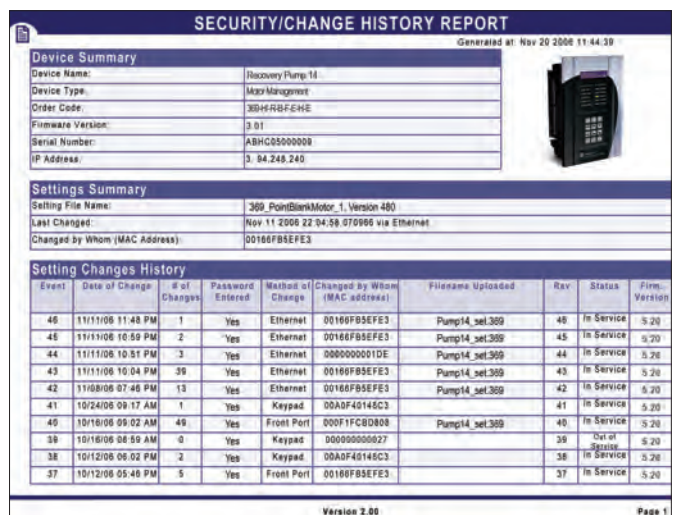 SECURITY/CHANGE HISTORY REPORT
Generated at: Nov 20 2006 11:44:39
Device Summary
Device Name: Recovery Pump 14
Device Type: Motor Management
Order Code:
Firmware Version: 3.01
Serial Number: ABHC05000009
IP Address: 3. 94.248.240
Settings Summary
Setting File Name: 369_PointBlankMotor_1, Version 480
Last Changed: Nov 11 2006 22:04:58.070966 via Ethernet
Changed by Whom (MAC Address) 00166FB5EFE3
Setting Changes History
Event Date of Change # of Changes Password Entered Method of Change Changed by Whom (MAC address) Filename Uploaded Rev Status Firm. Version
46 11/11/06 11:48 PM 1 Yes Ethernet 00166FB5EFE3 Pump14_set.369 46 In Service 5.20
45 11/11/06 10:59 PM 2 Yes Ethernet 00166FB5EFE3 Pump14_set.369 45 In Service 5.20
44 11/11/06 10:51 PM 3 Yes Ethernet 0000000001DE Pump14_set.369 44 In Service 5.20
43 11/11/06 10:04 PM 39 Yes Ethernet 00166FB5EFE3 Pump14_set.369 43 In Service 5.20
42 11/08/06 07:46 PM 13 Yes Ethernet 00166FB5EFE3 Pump14_set.369 42 In Service 5.20
41 10/24/06 09:17 AM 1 Yes Keypad 00A0F40145C3 41 In Service 5.20
40 10/16/06 09:02 AM 49 Yes Front Port 000F1FCBD808 Pump14_set.369 40 In Service 5.20
39 10/16/06 08:59 AM 0 Yes Keypad 000000000027 39 Out of Service 5.20
38 10/12/06 06:02 PM 2 Yes Keypad 00A0F40145C3 38 In Service 5.20
37 10/12/06 05:46 PM 5 Yes Front Port 00166FB5EFE3 37 In Service 5.20
Version 2.00 Page 1